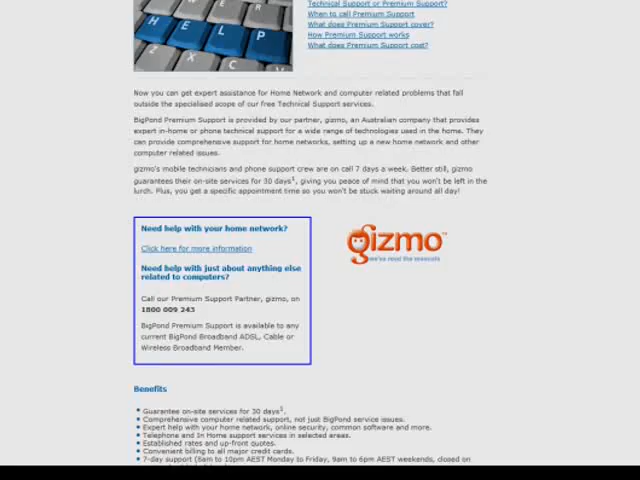 Technical Support or Premium Support?
When to call Premium Support
What does Premium Support cover?
How Premium Support works
What does Premium Support cost?
HELP
Now you can get expert assistance for Home Network and computer related problems that fall
outside the specialised scope of our free Technical Support services.
BigPond Premium Support is provided by our partner, gizmo, an Australian company that provides
expert in-home or phone technical support for a wide range of technologies used in the home. They
can provide comprehensive support for home networks, setting up a new home network and other
computer related issues.
gizmo's mobile technicians and phone support crew are on call 7 days a week. Better still, gizmo
guarantees their on-site services for 30 days¹, giving you peace of mind that you won't be left in the
lurch. Plus, you get a specific appointment time so you won't be stuck waiting around all day!
Need help with your home network?
Click here for more information
Need help with just about anything else
related to computers?
Call our Premium Support Partner, gizmo, on
1800 009 243
BigPond Premium Support is available to any
current BigPond Broadband ADSL, Cable or
Wireless Broadband Member.
gizmo™
we've read the manuals
Benefits
Guarantee on-site services for 30 days¹.
Comprehensive computer related support, not just BigPond service issues.
Expert help with your home network, online security, common software and more.
Telephone and In Home support services in selected areas.
Established rates and up-front quotes.
Convenient billing to all major credit cards.
7-day support (8am to 10pm AEST Monday to Friday, 9am to 6pm AEST weekends, closed on